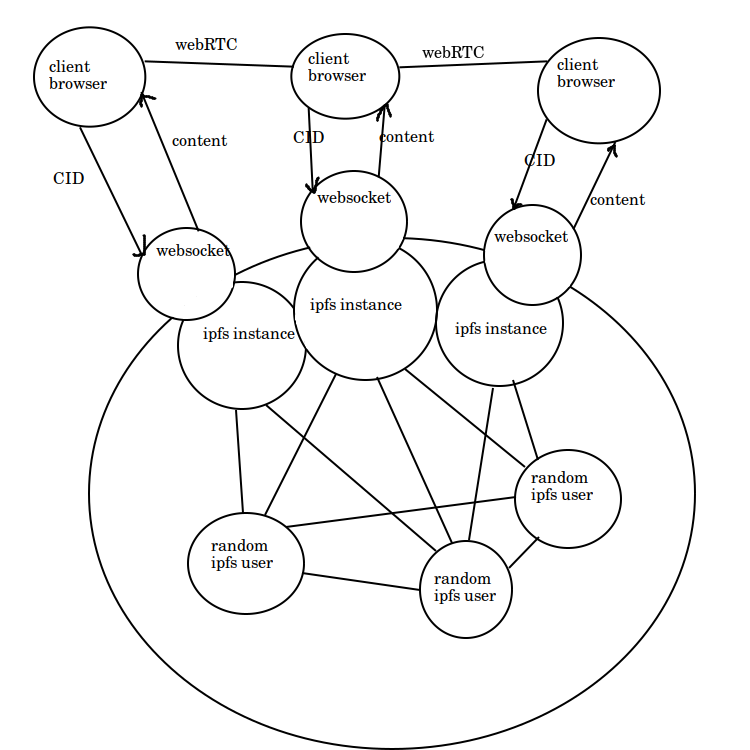 webRTC
webRTC
client
browser
client
browser
client
browser
CID
content
CID
content
CID
content
websocket
websocket
websocket
ipfs instance
ipfs instance
ipfs instance
random
ipfs user
random
ipfs user
random
ipfs user